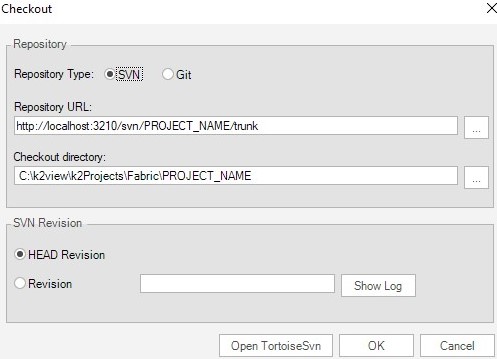 Checkout
Repository
Repository Type: SVN Git
Repository URL:
http://localhost:3210/svn/PROJECT_NAME/trunk
...
Checkout directory:
C:\k2view\k2Projects\Fabric\PROJECT_NAME
...
SVN Revision
HEAD Revision
Revision
Show Log
Open TortoiseSvn OK Cancel